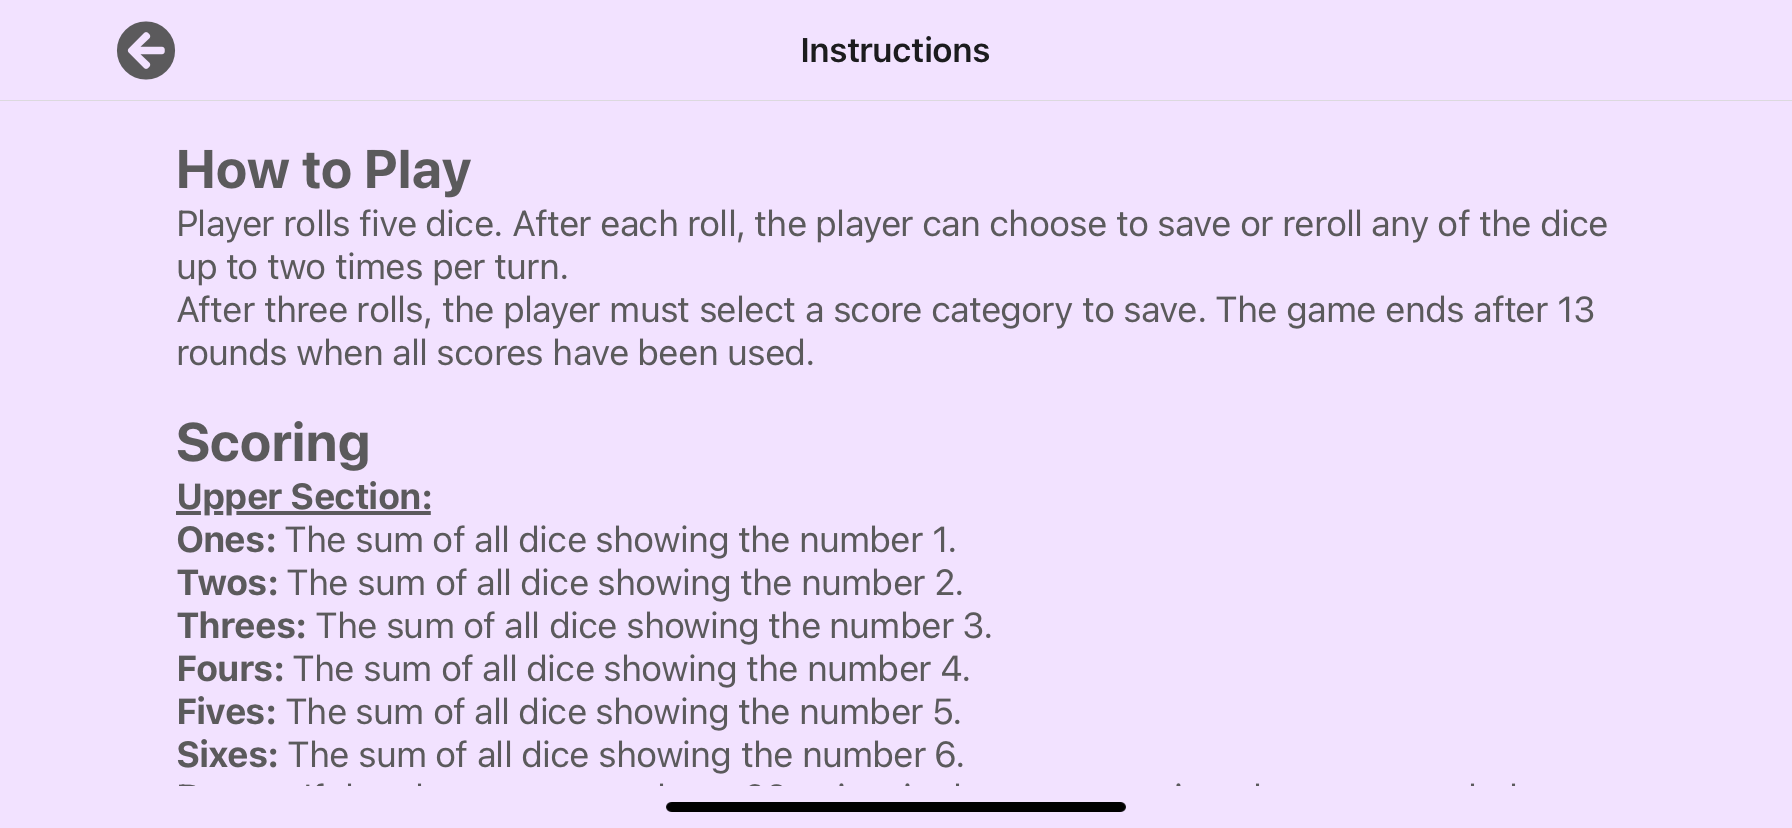 Instructions
How to Play
Player rolls five dice. After each roll, the player can choose to save or reroll any of the dice
up to two times per turn.
After three rolls, the player must select a score category to save. The game ends after 13
rounds when all scores have been used.
Scoring
Upper Section:
Ones: The sum of all dice showing the number 1.
Twos: The sum of all dice showing the number 2.
Threes: The sum of all dice showing the number 3.
Fours: The sum of all dice showing the number 4.
Fives: The sum of all dice showing the number 5.
Sixes: The sum of all dice showing the number 6.